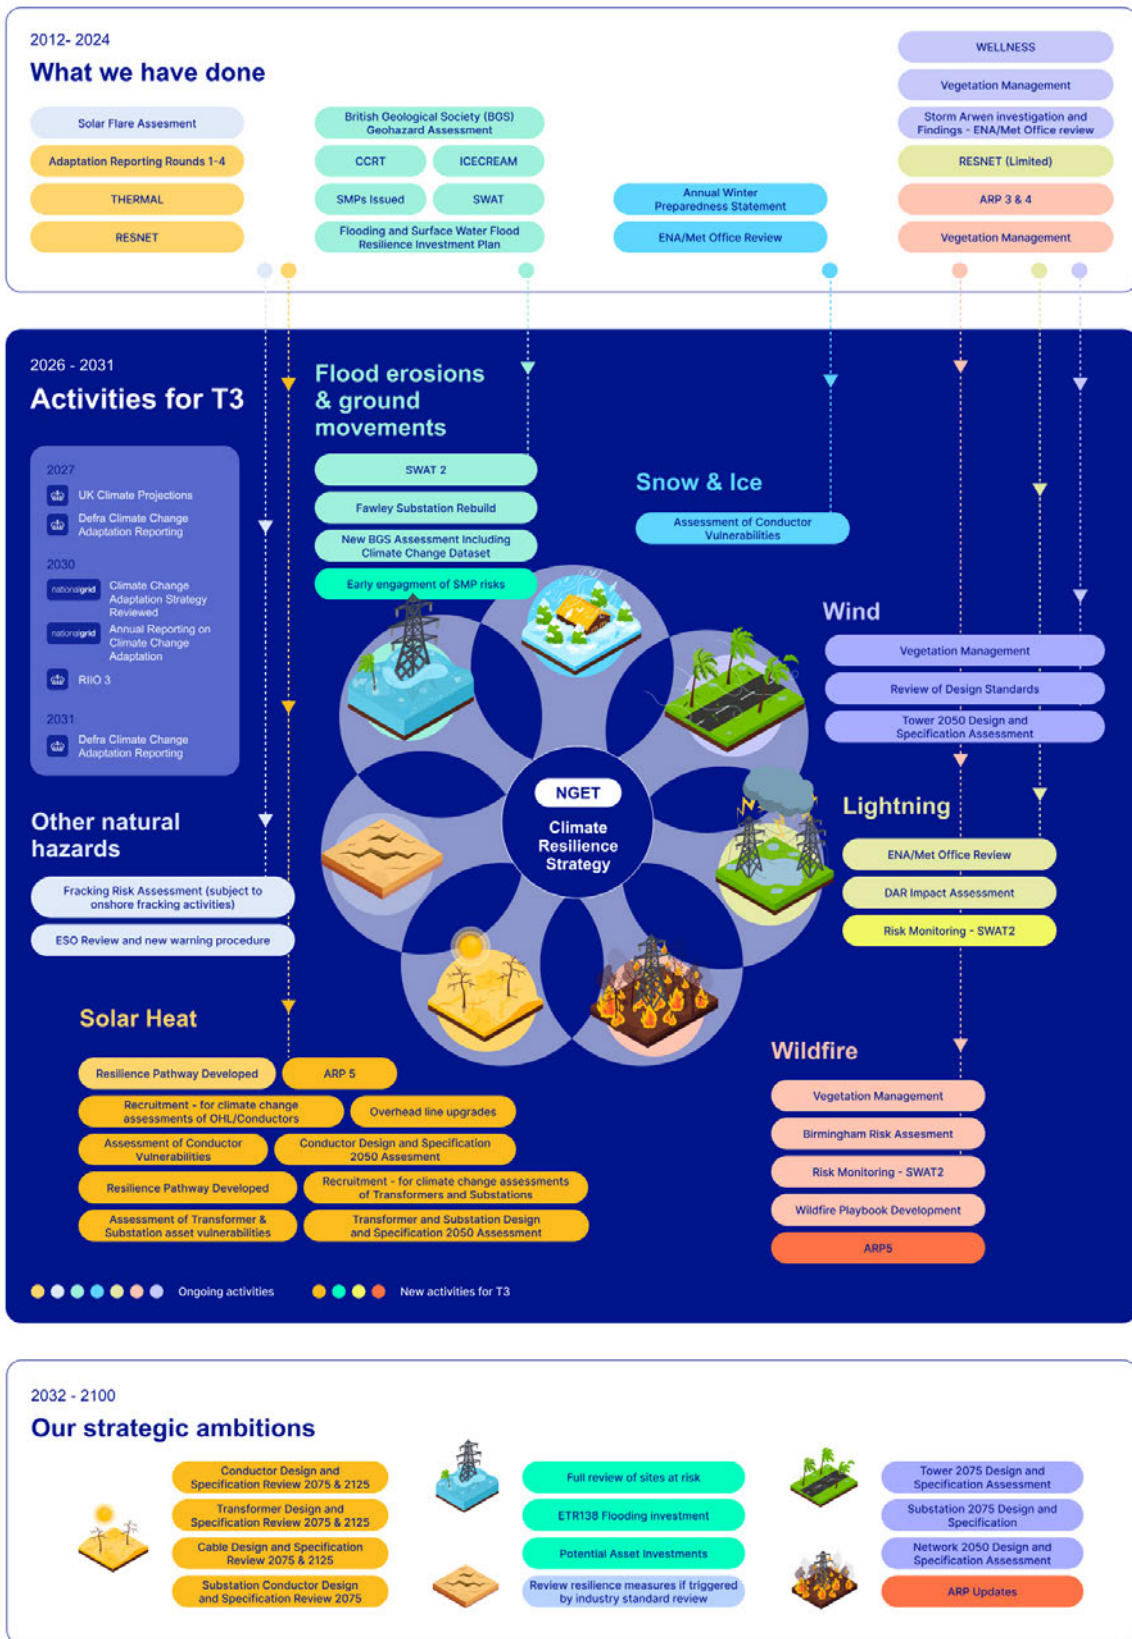 2012- 2024
What we have done
Solar Flare Assesment
Adaptation Reporting Rounds 1-4
THERMAL
RESNET
British Geological Society (BGS)
Geohazard Assessment
CCRT
ICECREAM
SMPs Issued
SWAT
Flooding and Surface Water Flood
Resilience Investment Plan
Annual Winter
Preparedness Statement
ENA/Met Office Review
WELLNESS
Vegetation Management
Storm Arwen investigation and
Findings - ENA/Met Office review
RESNET (Limited)
ARP 3 & 4
Vegetation Management
2026 - 2031
Activities for T3
2027
UK Climate Projections
Defra Climate Change
Adaptation Reporting
2030
nationalgrid
Climate Change
Adaptation Strategy
Reviewed
nationalgrid
Annual Reporting on
Climate Change
Adaptation
RIIO 3
2031
Defra Climate Change
Adaptation Reporting
Flood erosions
& ground
movements
SWAT 2
Fawley Substation Rebuild
New BGS Assessment Including
Climate Change Dataset
Early engagment of SMP risks
Snow & Ice
Assessment of Conductor
Vulnerabilities
Wind
Vegetation Management
Review of Design Standards
Tower 2050 Design and
Specification Assessment
NGET
Climate
Resilience
Strategy
Lightning
ENA/Met Office Review
DAR Impact Assessment
Risk Monitoring - SWAT2
Other natural
hazards
Fracking Risk Assessment (subject to
onshore fracking activities)
ESO Review and new warning procedure
Solar Heat
Resilience Pathway Developed
ARP 5
Recruitment - for climate change
assessments of OHL/Conductors
Overhead line upgrades
Assessment of Conductor
Vulnerabilities
Conductor Design and Specification
2050 Assesment
Resilience Pathway Developed
Recruitment - for climate change assessments
of Transformers and Substations
Assessment of Transformer &
Substation asset vulnerabilities
Transformer and Substation Design
and Specification 2050 Assessment
Wildfire
Vegetation Management
Birmingham Risk Assesment
Risk Monitoring - SWAT2
Wildfire Playbook Development
ARP5
Ongoing activities
New activities for T3
2032 - 2100
Our strategic ambitions
Conductor Design and
Specification Review 2075 & 2125
Transformer Design and
Specification Review 2075 & 2125
Cable Design and Specification
Review 2075 & 2125
Substation Conductor Design
and Specification Review 2075
Full review of sites at risk
ETR138 Flooding investment
Potential Asset Investments
Review resilience measures if triggered
by industry standard review
Tower 2075 Design and
Specification Assessment
Substation 2075 Design and
Specification
Network 2050 Design and
Specification Assessment
ARP Updates